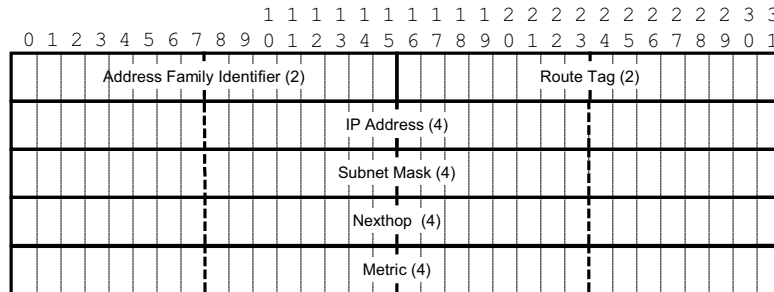 1 1 1 1 1 1 1 1 1 1 2 2 2 2 2 2 2 2 2 2 3 3
0 1 2 3 4 5 6 7 8 9 0 1 2 3 4 5 6 7 8 9 0 1 2 3 4 5 6 7 8 9 0 1
Address Family Identifier (2) Route Tag (2)
IP Address (4)
Subnet Mask (4)
Nexthop (4)
Metric (4)